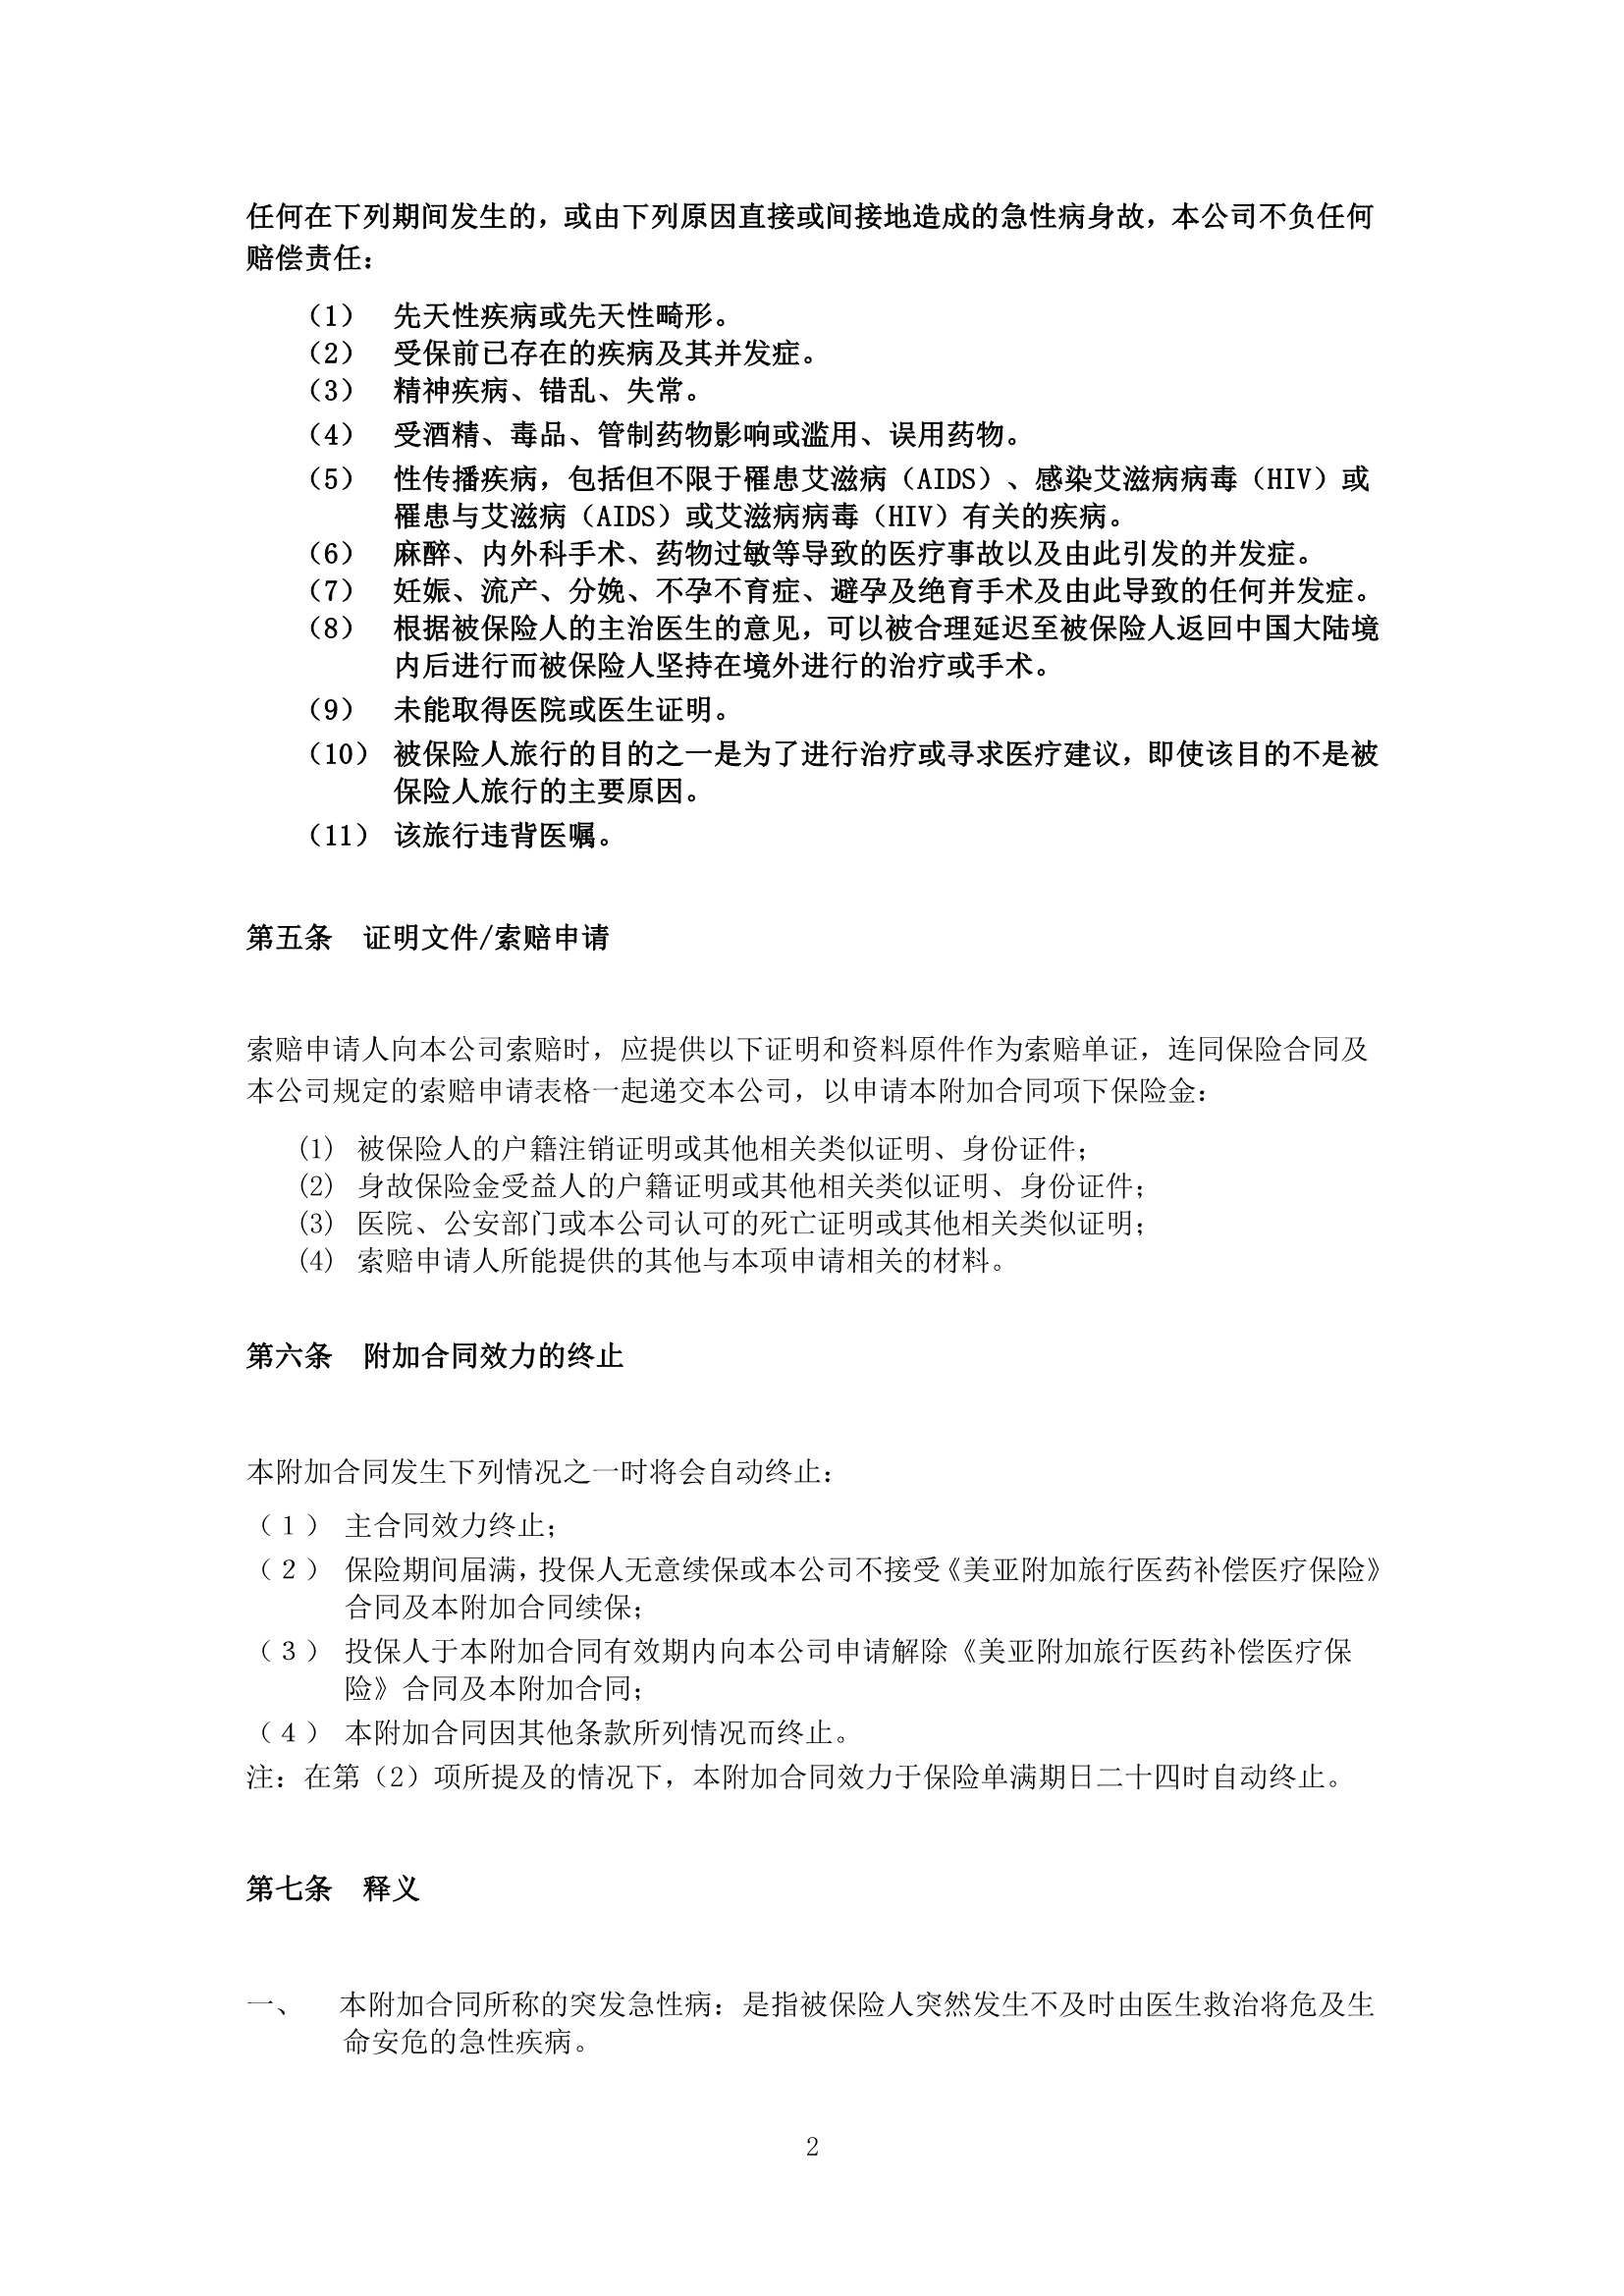 任何在下列期间发生的，或由下列原因直接或间接地造成的急性病身故，本公司不负任何
赔偿责任：
（1） 先天性疾病或先天性畸形。
（2） 受保前已存在的疾病及其并发症。
（3） 精神疾病、错乱、失常。
（4） 受酒精、毒品、管制药物影响或滥用、误用药物。
（5） 性传播疾病，包括但不限于罹患艾滋病（AIDS）、感染艾滋病病毒（HIV）或
罹患与艾滋病（AIDS）或艾滋病病毒（HIV）有关的疾病。
（6） 麻醉、内外科手术、药物过敏等导致的医疗事故以及由此引发的并发症。
（7） 妊娠、流产、分娩、不孕不育症、避孕及绝育手术及由此导致的任何并发症。
（8） 根据被保险人的主治医生的意见，可以被合理延迟至被保险人返回中国大陆境
内后进行而被保险人坚持在境外进行的治疗或手术。
（9） 未能取得医院或医生证明。
（10） 被保险人旅行的目的之一是为了进行治疗或寻求医疗建议，即使该目的不是被
保险人旅行的主要原因。
（11） 该旅行违背医嘱。
第五条 证明文件/索赔申请
索赔申请人向本公司索赔时，应提供以下证明和资料原件作为索赔单证，连同保险合同及
本公司规定的索赔申请表格一起递交本公司，以申请本附加合同项下保险金：
(1) 被保险人的户籍注销证明或其他相关类似证明、身份证件；
(2) 身故保险金受益人的户籍证明或其他相关类似证明、身份证件；
(3) 医院、公安部门或本公司认可的死亡证明或其他相关类似证明；
(4) 索赔申请人所能提供的其他与本项申请相关的材料。
第六条 附加合同效力的终止
本附加合同发生下列情况之一时将会自动终止：
（１） 主合同效力终止；
（２） 保险期间届满，投保人无意续保或本公司不接受《美亚附加旅行医药补偿医疗保险》
合同及本附加合同续保；
（３） 投保人于本附加合同有效期内向本公司申请解除《美亚附加旅行医药补偿医疗保
险》合同及本附加合同；
（４） 本附加合同因其他条款所列情况而终止。
注：在第（2）项所提及的情况下，本附加合同效力于保险单满期日二十四时自动终止。
第七条 释义
一、 本附加合同所称的突发急性病：是指被保险人突然发生不及时由医生救治将危及生
命安危的急性疾病。
2